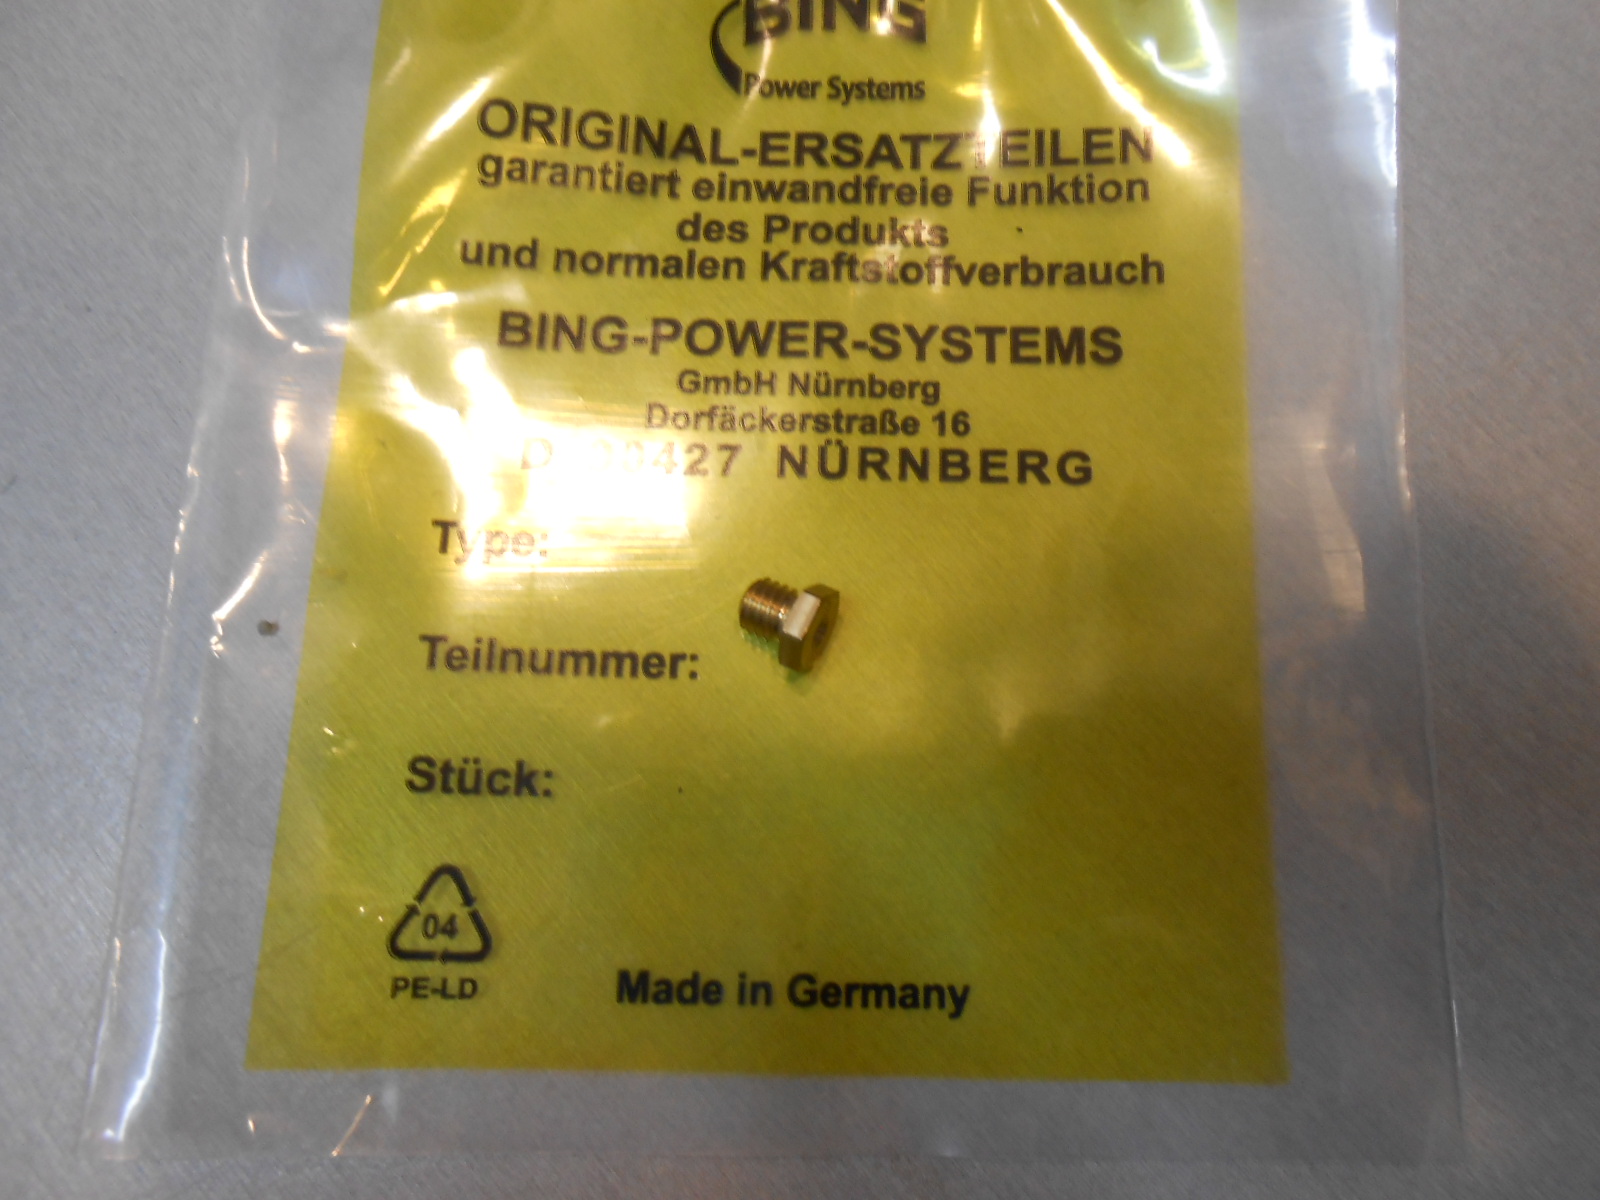 BING
Power Systems
ORIGINAL-ERSATZTEILEN
garantiert einwandfreie Funktion
des Produkts
und normalen Kraftstoffverbrauch
BING-POWER-SYSTEMS
GmbH Nürnberg
Dorfäckerstraße 16
D 90427 NÜRNBERG
Type:
Teilnummer:
Stück:
04
PE-LD
Made in Germany